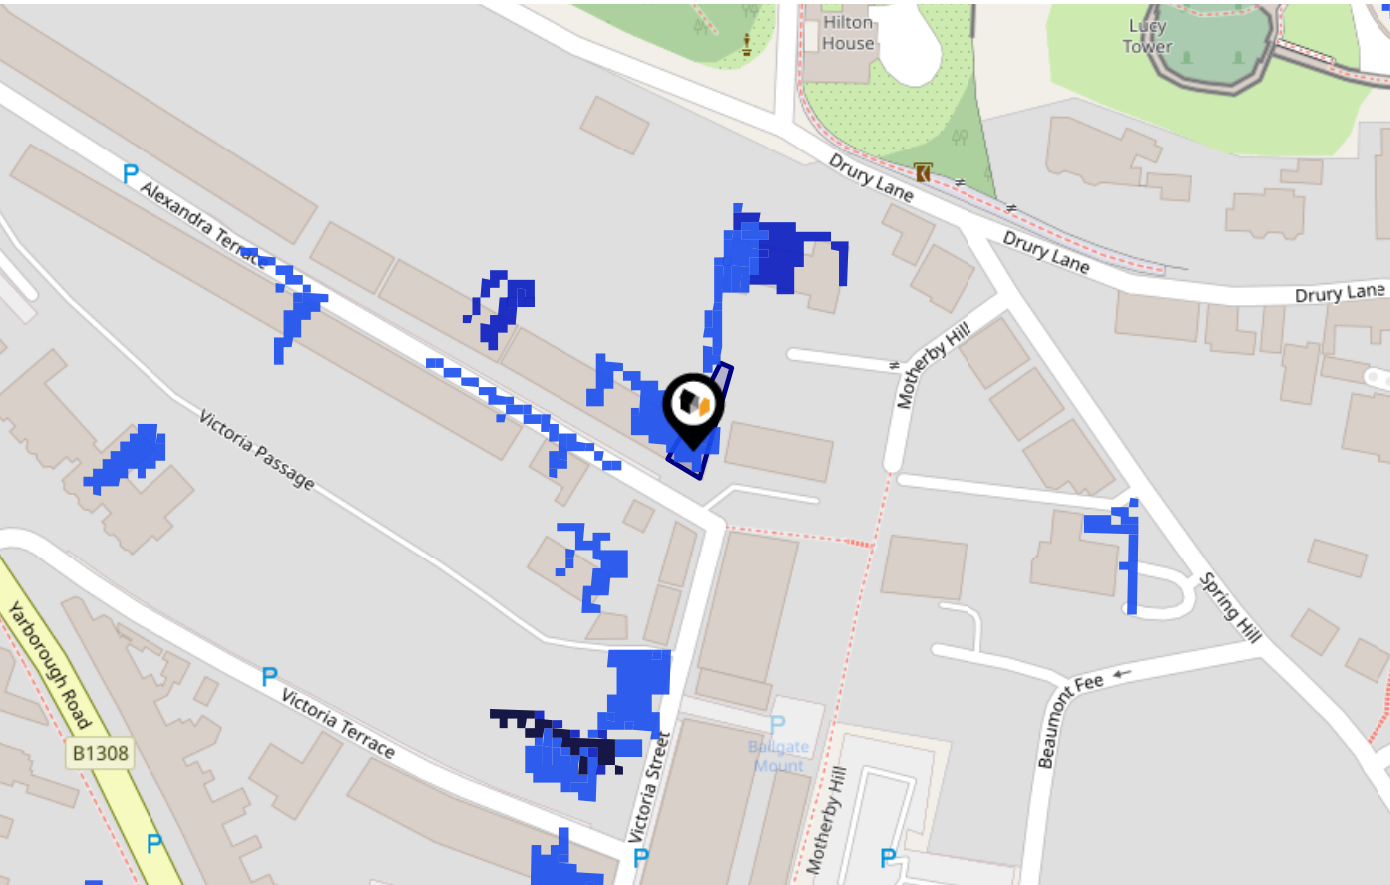 Hilton
House
Lucy
Tower
P
Alexandra Terrace
Drury Lane
Drury Lane
Drury Lane
Motherby Hill
Victoria Passage
Yarborough Road
B1308
P
Victoria Terrace
P
Victoria Street
P
P
Bailgate
Mount
Motherby Hill
P
Beaumont Fee
Spring Hill